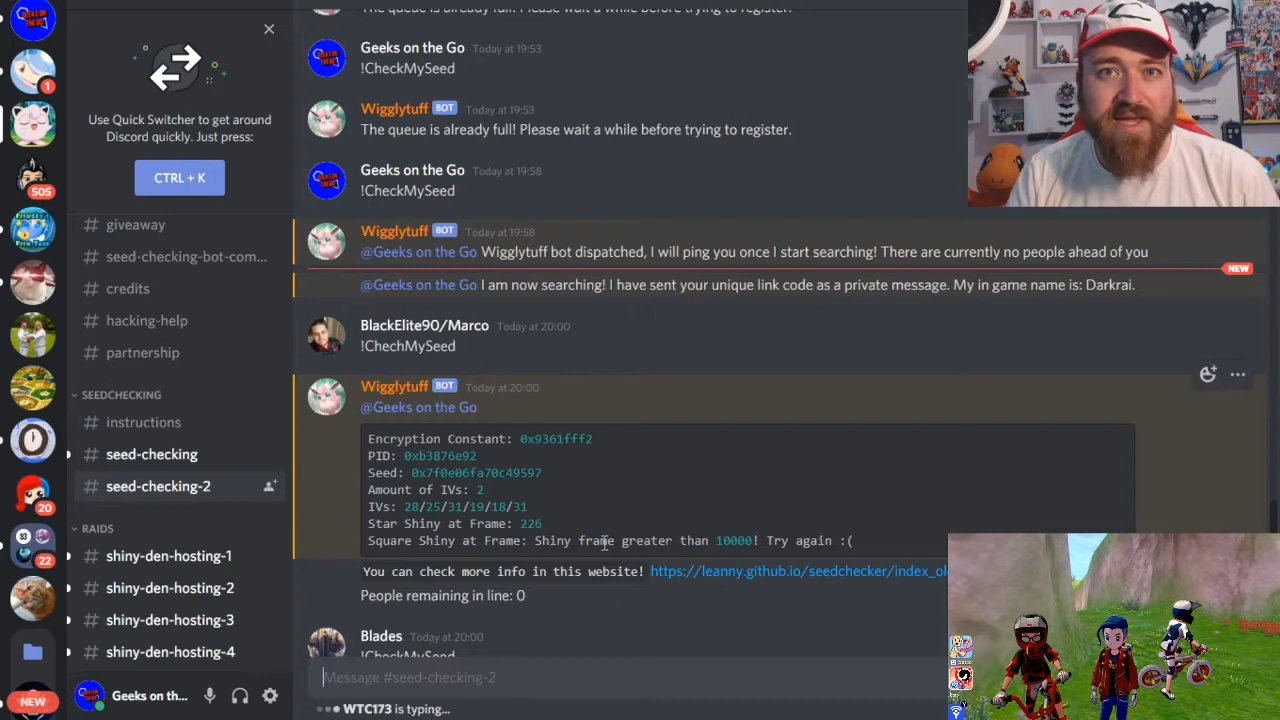 The queue is already full! Please wait a while before trying to register.
Geeks on the Go Today at 19:53
!CheckMySeed
Wigglytuff BOT Today at 19:53
The queue is already full! Please wait a while before trying to register.
Geeks on the Go Today at 19:58
!CheckMySeed
Wigglytuff BOT Today at 19:58
@Geeks on the Go Wigglytuff bot dispatched, I will ping you once I start searching! There are currently no people ahead of you
NEW
@Geeks on the Go I am now searching! I have sent your unique link code as a private message. My in game name is: Darkrai.
BlackElite90/Marco Today at 20:00
!ChechMySeed
Wigglytuff BOT Today at 20:00
@Geeks on the Go
Encryption Constant: 0x9361fff2
PID: 0xb3876e92
Seed: 0x7f0e06fa70c49597
Amount of IVs: 2
IVs: 28/25/31/19/18/31
Star Shiny at Frame: 226
Square Shiny at Frame: Shiny frame greater than 10000! Try again :(
You can check more info in this website! https://leanny.github.io/seedchecker/index_ol
People remaining in line: 0
Blades Today at 20:00
!CheckMySeed
Message #seed-checking-2
WTC173 is typing...
Use Quick Switcher to get around
Discord quickly. Just press:
CTRL + K
# giveaway
# seed-checking-bot-com...
# credits
# hacking-help
# partnership
SEEDCHECKING
# instructions
# seed-checking
# seed-checking-2
RAIDS
# shiny-den-hosting-1
# shiny-den-hosting-2
# shiny-den-hosting-3
# shiny-den-hosting-4
Geeks on th...
GEEKS
ON THE
GO
1
505
20
22
NEW